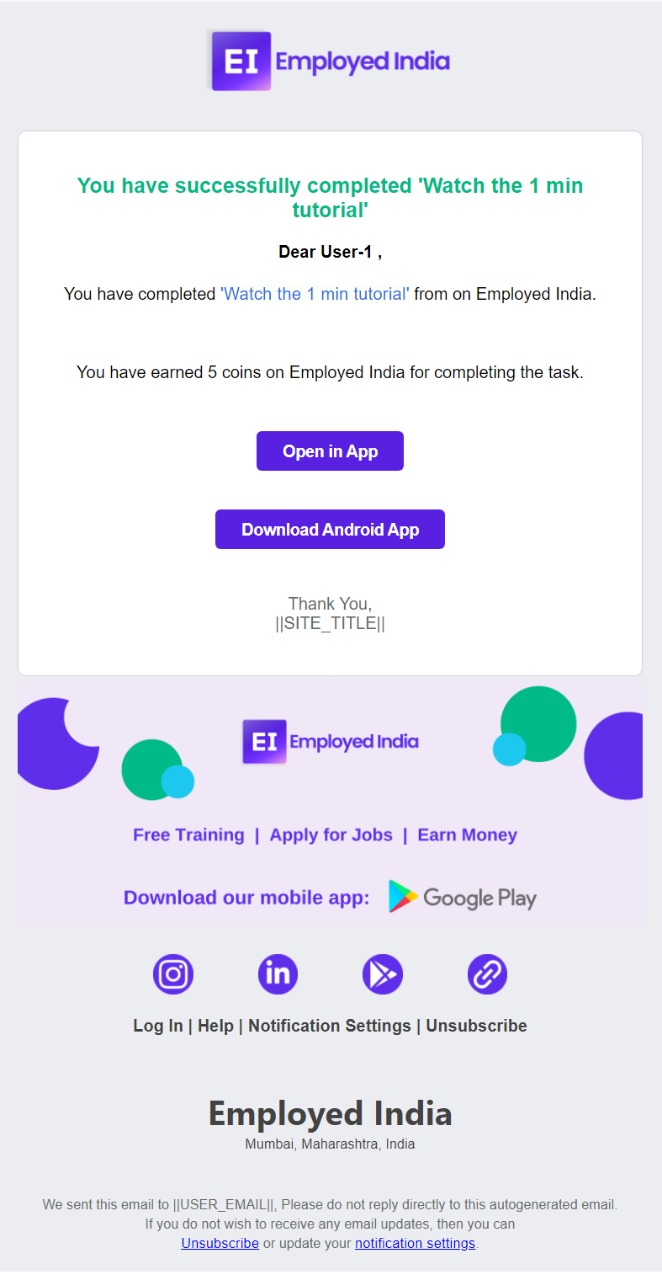 EI Employed India
You have successfully completed 'Watch the 1 min
tutorial'
Dear User-1 ,
You have completed 'Watch the 1 min tutorial' from on Employed India.
You have earned 5 coins on Employed India for completing the task.
Open in App
Download Android App
Thank You,
||SITE_TITLE||
EI Employed India
Free Training | Apply for Jobs | Earn Money
Download our mobile app: Google Play
in
Log In | Help | Notification Settings | Unsubscribe
Employed India
Mumbai, Maharashtra, India
We sent this email to ||USER_EMAIL||, Please do not reply directly to this autogenerated email.
If you do not wish to receive any email updates, then you can
Unsubscribe or update your notification settings.